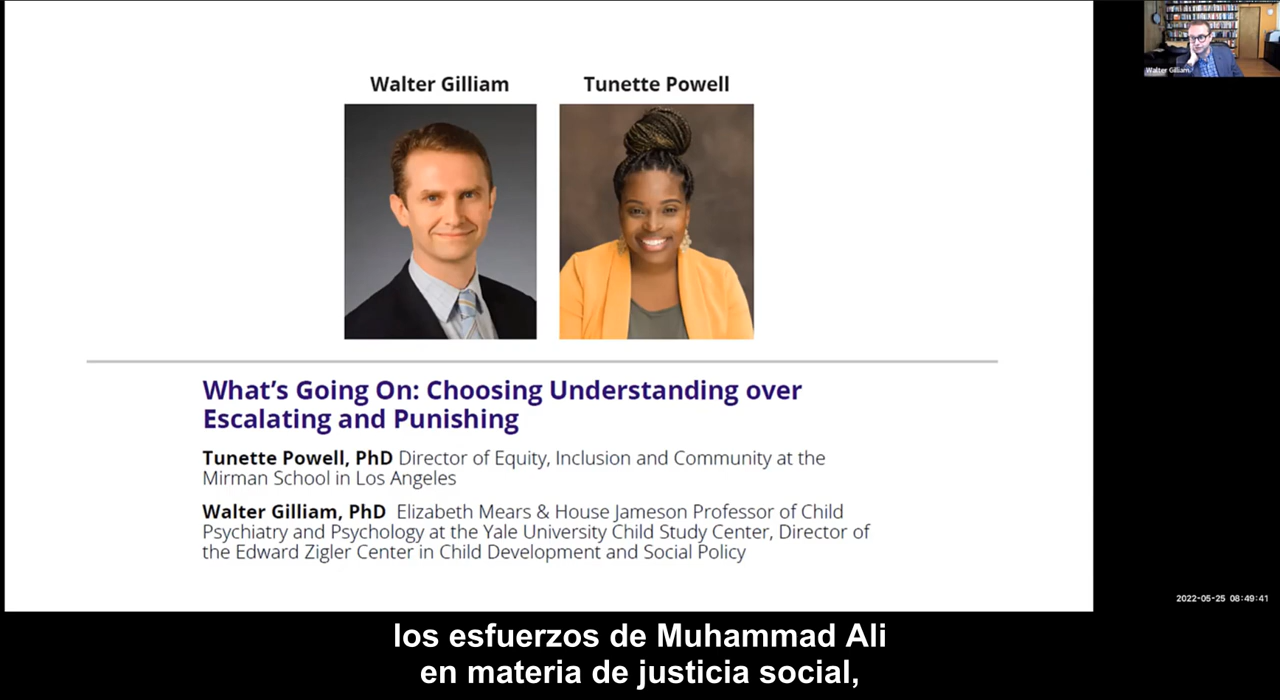 Walter Gilliam
Tunette Powell
Walter Gilliam
What's Going On: Choosing Understanding over
Escalating and Punishing
Tunette Powell, PhD Director of Equity, Inclusion and Community at the
Mirman School in Los Angeles
Walter Gilliam, PhD Elizabeth Mears & House Jameson Professor of Child
Psychiatry and Psychology at the Yale University Child Study Center, Director of
the Edward Zigler Center in Child Development and Social Policy
2022-05-25 08:49:41
los esfuerzos de Muhammad Ali
en materia de justicia social,